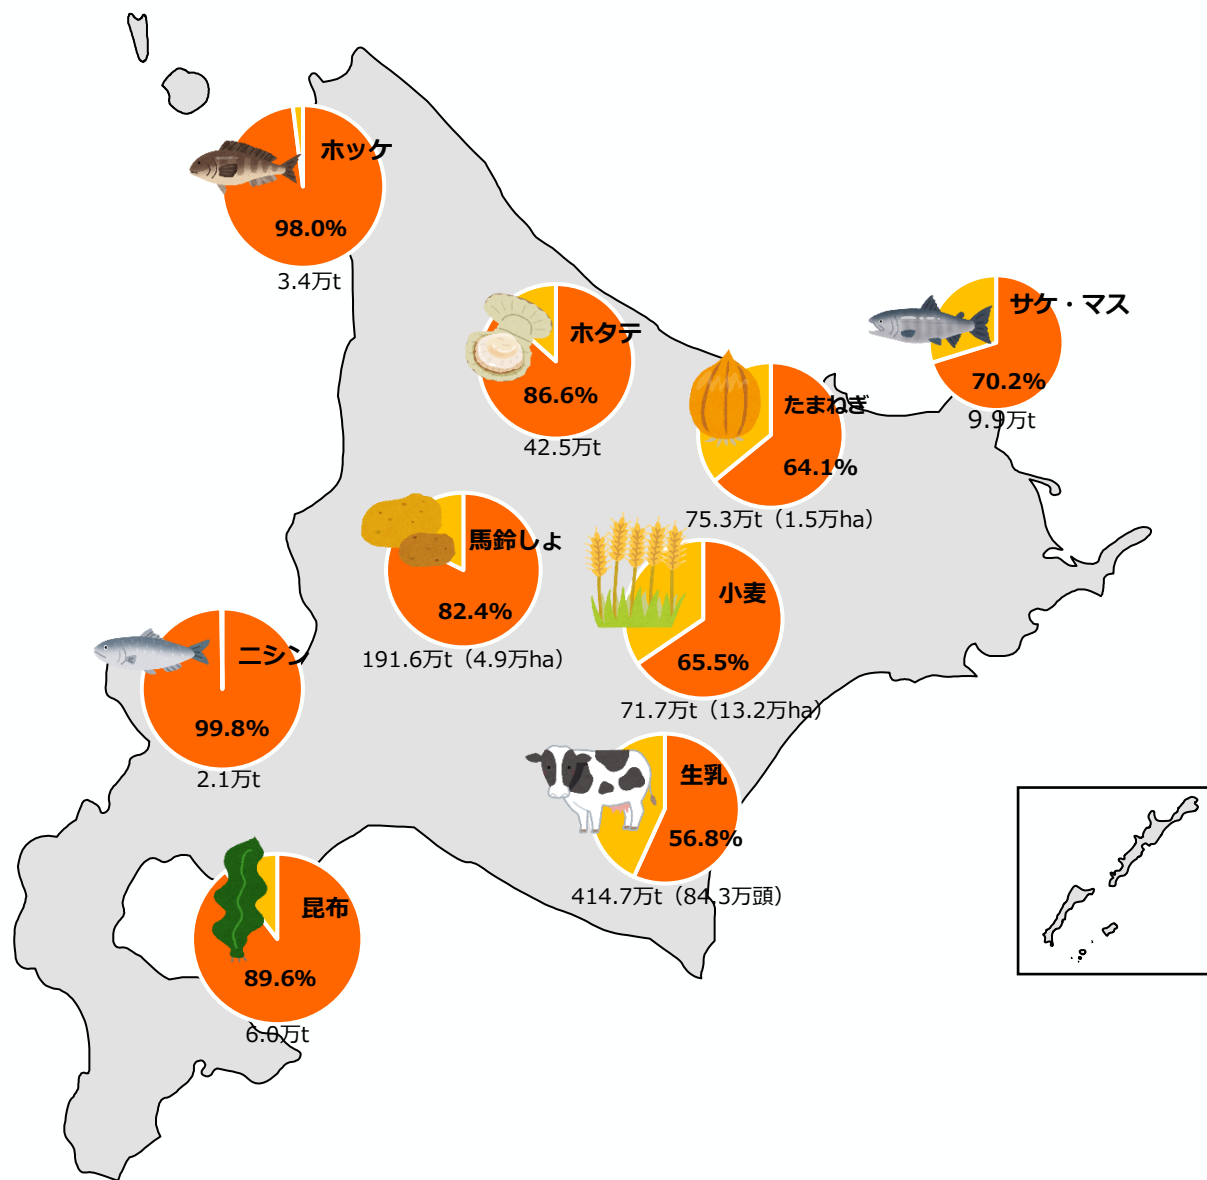 ホッケ
98.0%
3.4万t
ホタテ
86.6%
42.5万t
サケ・マス
70.2%
9.9万t
たまねぎ
64.1%
75.3万t（1.5万ha）
馬鈴しょ
82.4%
191.6万t（4.9万ha）
小麦
65.5%
71.7万t（13.2万ha）
ニシン
99.8%
2.1万t
生乳
56.8%
414.7万t（84.3万頭）
昆布
89.6%
6.0万t